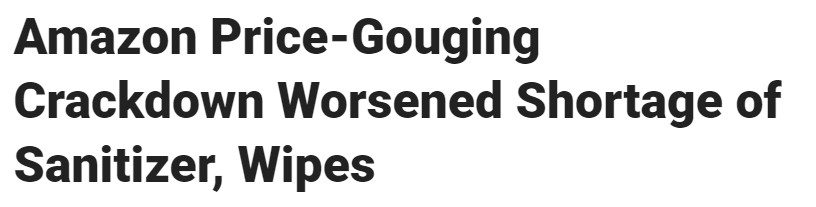 Amazon Price-Gouging
Crackdown Worsened Shortage of
Sanitizer, Wipes